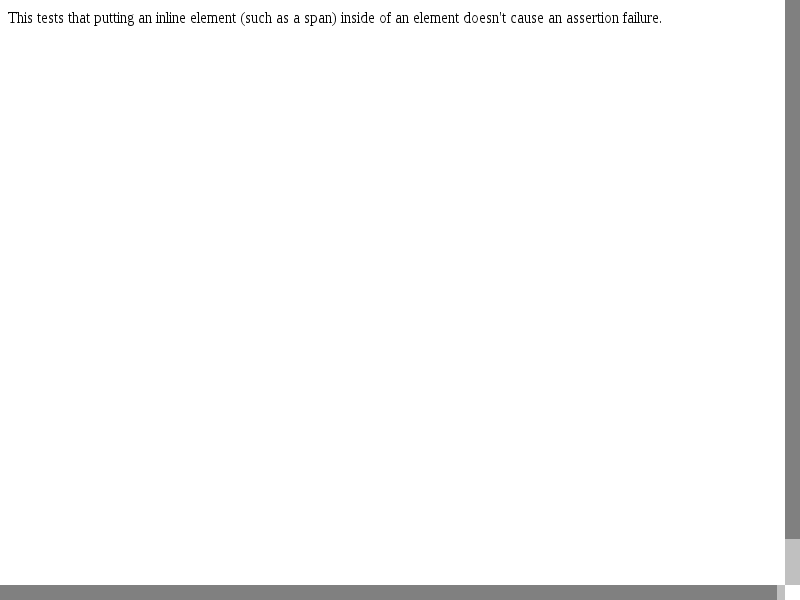 This tests that putting an inline element (such as a span) inside of an element doesn't cause an assertion failure.